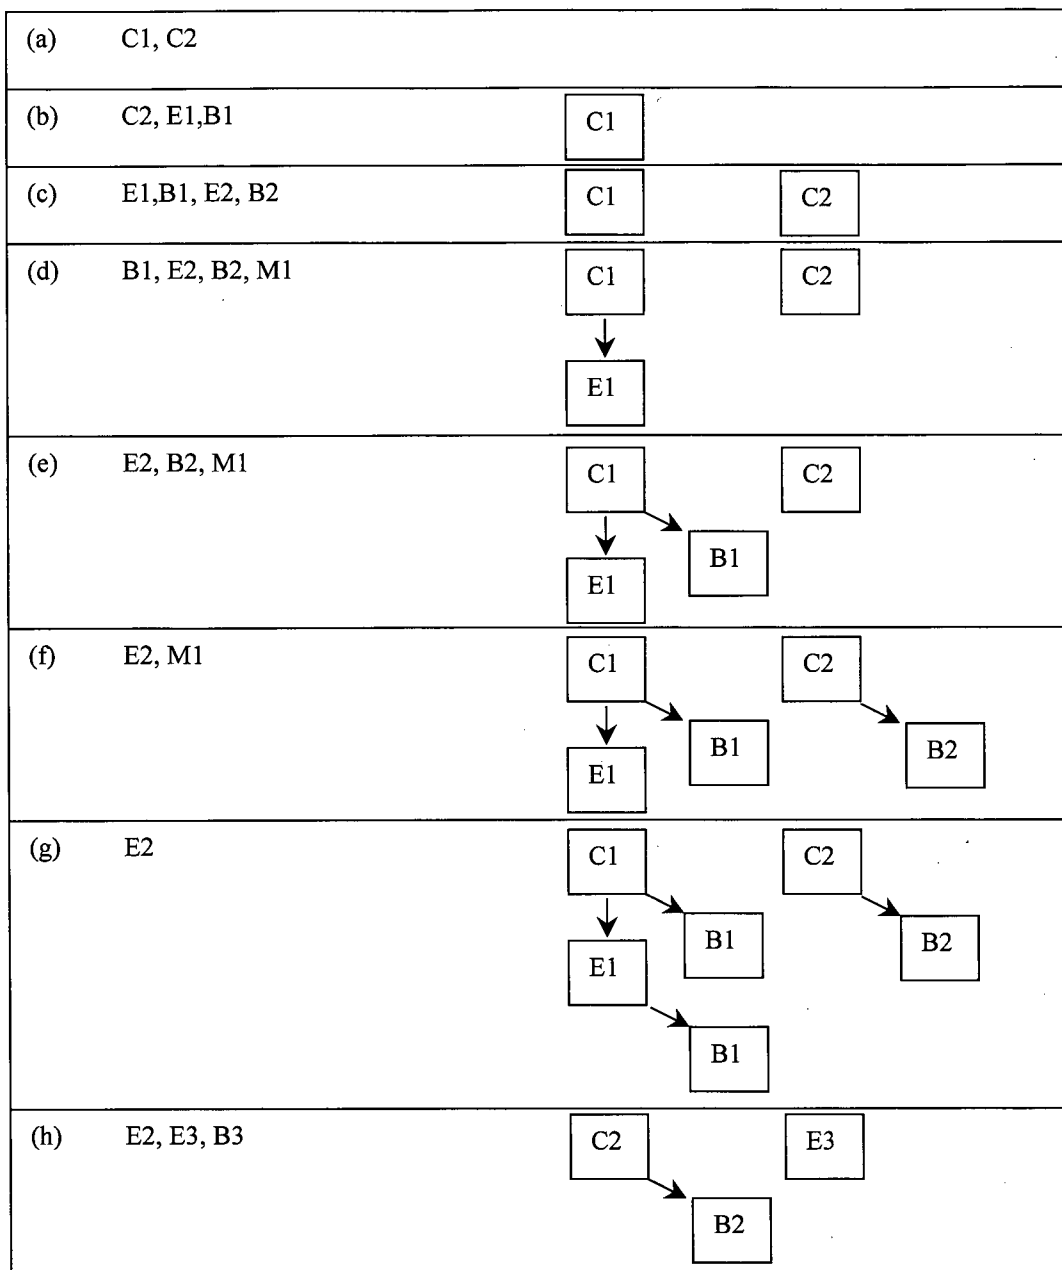 (a) C1, C2
(b) C2, E1,B1 C1
(c) E1,B1, E2, B2 C1 C2
(d) B1, E2, B2, M1 C1 C2
E1
(e) E2, B2, M1 C1 C2
B1
E1
(f) E2, M1 C1 C2
B1 B2
E1
(g) E2 C1 C2
B1 B2
E1
B1
(h) E2, E3, B3 C2 E3
B2